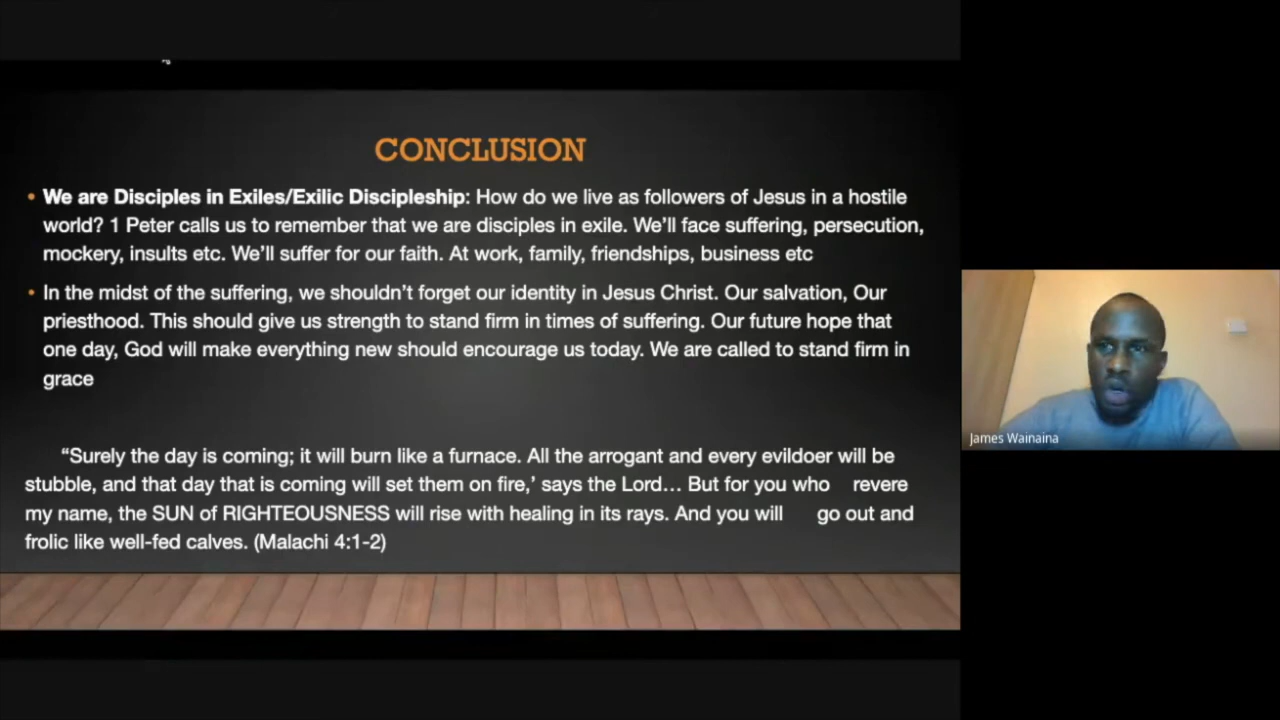 CONCLUSION
• We are Disciples in Exiles/Exilic Discipleship: How do we live as followers of Jesus in a hostile
world? 1 Peter calls us to remember that we are disciples in exile. We’ll face suffering, persecution,
mockery, insults etc. We’ll suffer for our faith. At work, family, friendships, business etc
• In the midst of the suffering, we shouldn’t forget our identity in Jesus Christ. Our salvation, Our
priesthood. This should give us strength to stand firm in times of suffering. Our future hope that
one day, God will make everything new should encourage us today. We are called to stand firm in
grace
“Surely the day is coming; it will burn like a furnace. All the arrogant and every evildoer will be
stubble, and that day that is coming will set them on fire,’ says the Lord… But for you who revere
my name, the SUN of RIGHTEOUSNESS will rise with healing in its rays. And you will go out and
frolic like well-fed calves. (Malachi 4:1-2)
James Wainaina